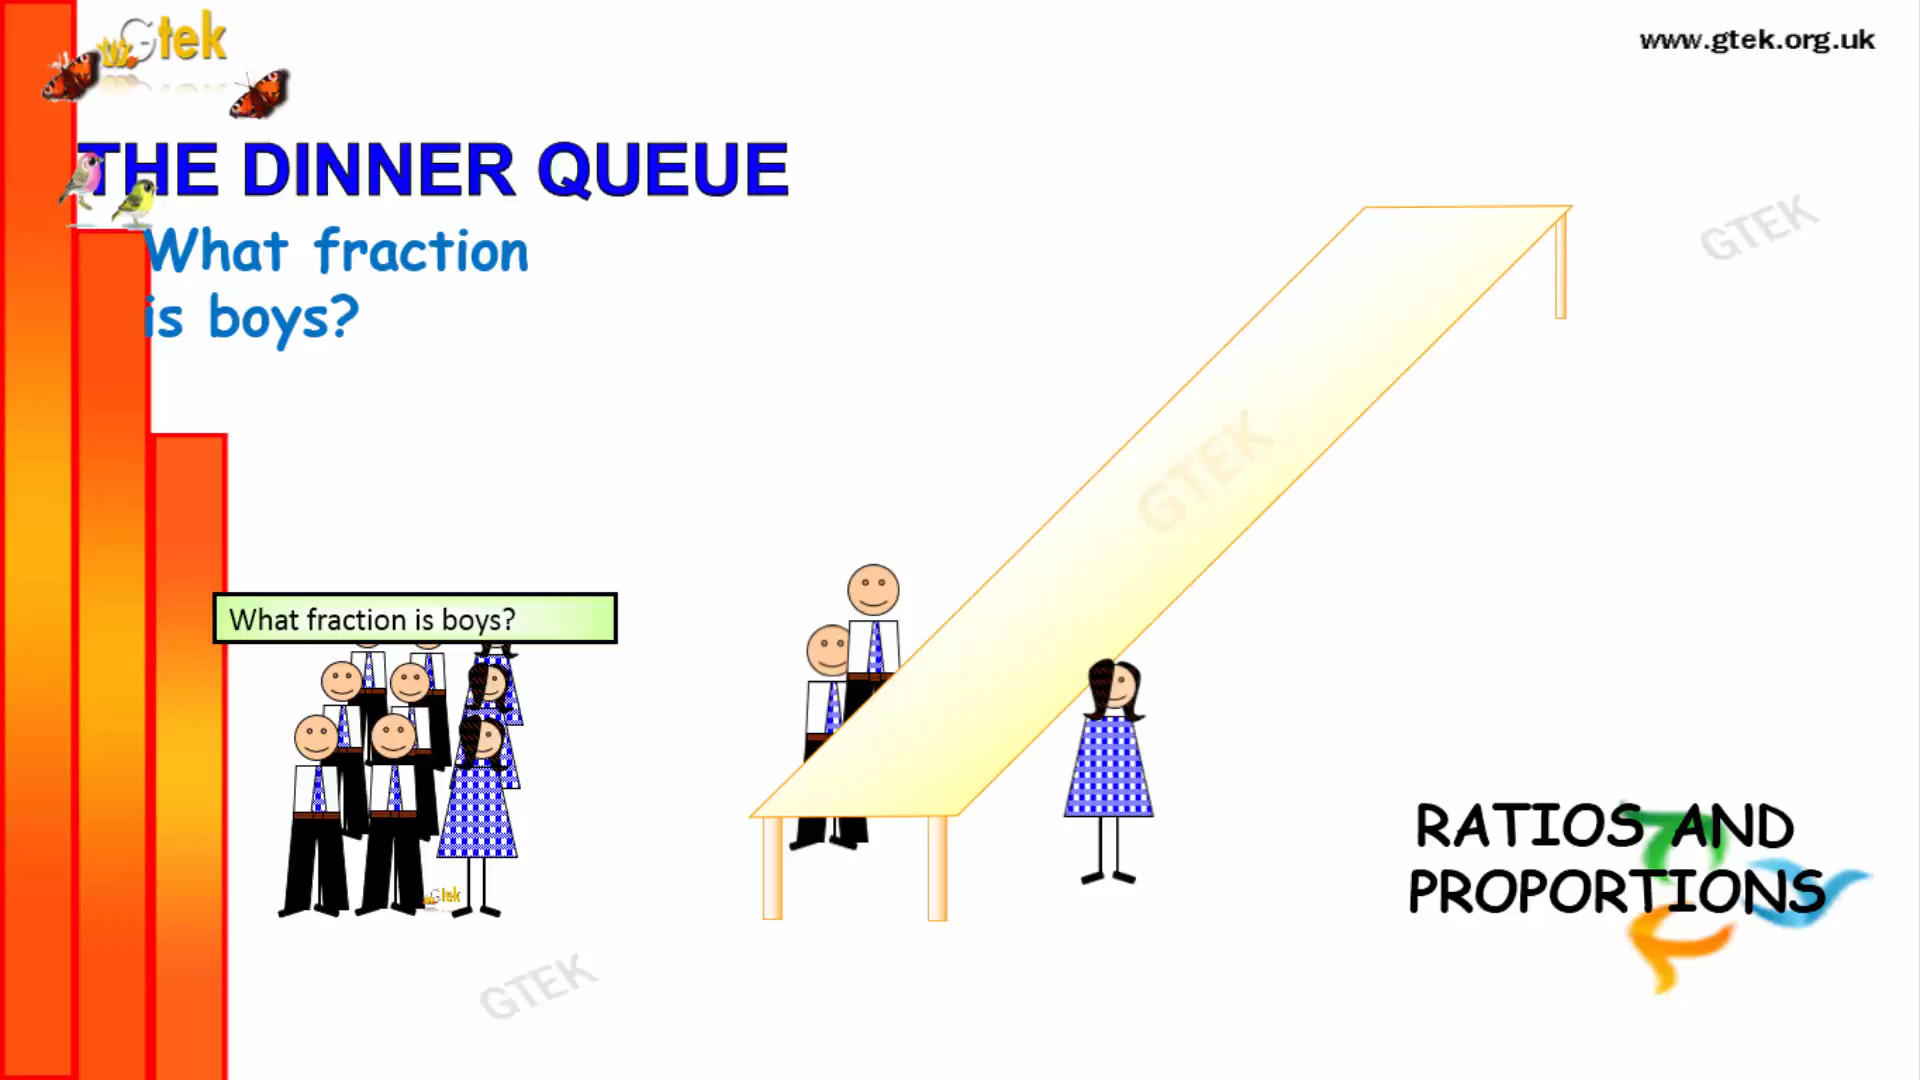 Gtek
www.gtek.org.uk
THE DINNER QUEUE
What fraction
is boys?
GTEK
GTEK
What fraction is boys?
RATIOS AND
PROPORTIONS
Gtek
GTEK